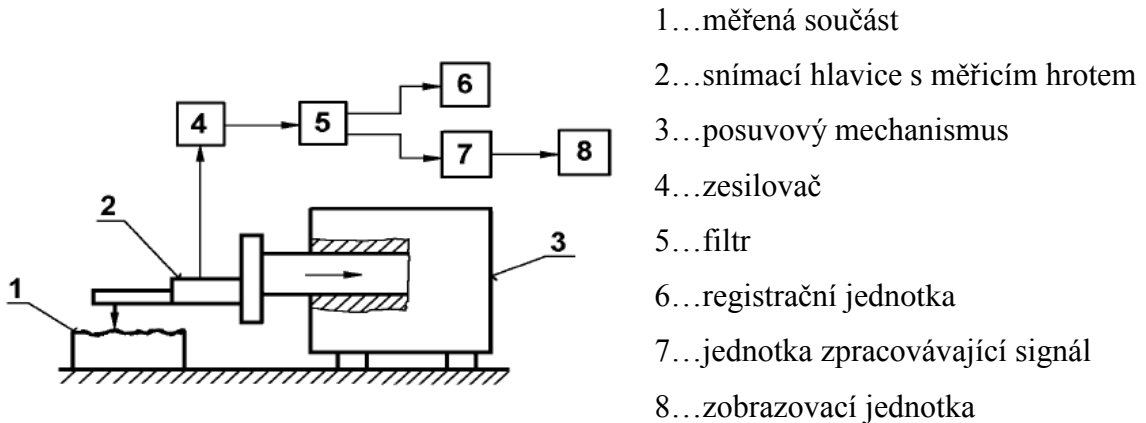 1…měřená součást
2…snímací hlavice s měřicím hrotem
3…posuvový mechanismus
4…zesilovač
5…filtr
6…registrační jednotka
7…jednotka zpracovávající signál
8…zobrazovací jednotka
6
4
5
7
8
2
3
1